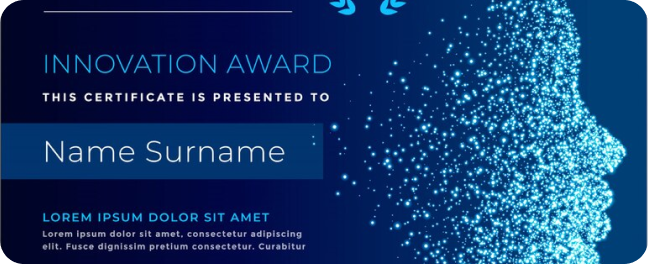 INNOVATION AWARD
THIS CERTIFICATE IS PRESENTED TO
Name Surname
LOREM IPSUM DOLOR SIT AMET
Lorem ipsum dolor sit amet, consectetur adipiscing
elit. Fusce dignissim pretium consectetur. Curabitur